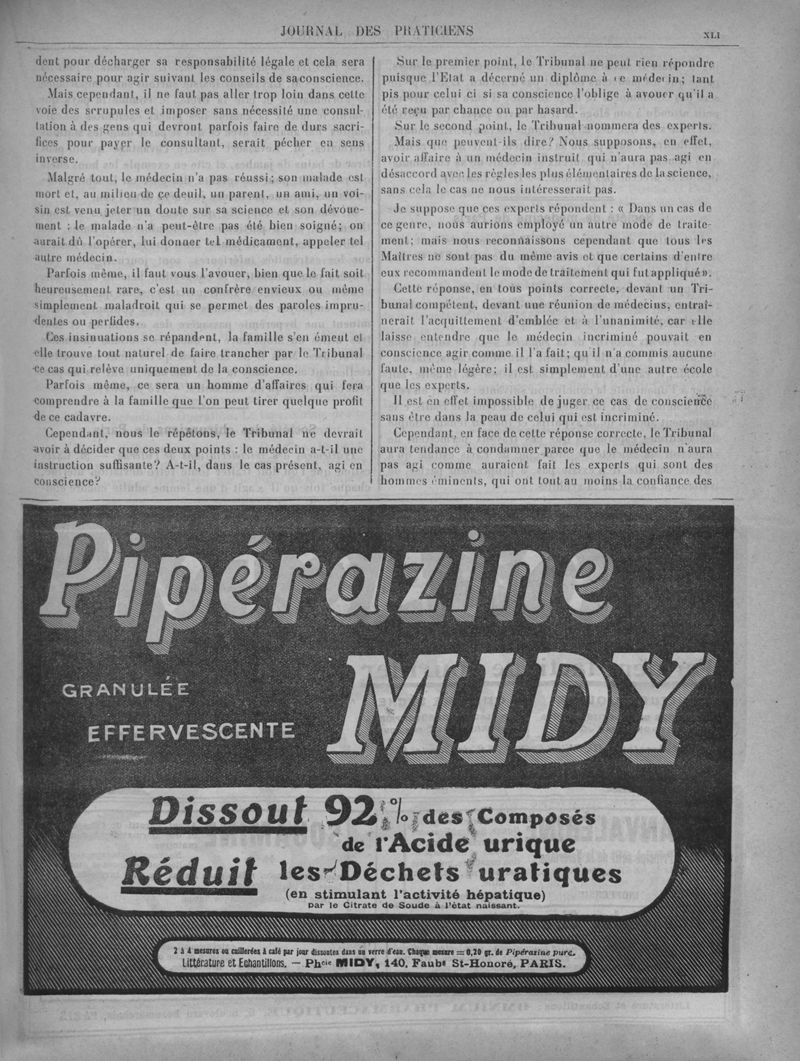 JOURNAL DES PRATICIENS
XLI
dent pour décharger sa responsabilité légale et cela sera
nécessaire pour agir suivant les conseils de sa conscience.
Mais cependant, il ne faut pas aller trop loin dans cette
voie des scrupules et imposer sans nécessité une consul-
tation à des gens qui devront parfois faire de durs sacri-
fices pour payer le consultant, serait pécher en sens
inverse.
Malgré tout, le médecin n'a pas réussi; son malade est
mort et, au milieu de ce deuil, un parent, un ami, un voi-
sin est venu jeter un doute sur sa science et son dévoue-
ment : le malade n'a peut-être pas été bien soigné; on
aurait dû l'opérer, lui donner tel médicament, appeler tel
autre médecin.
Parfois même, il faut vous l'avouer, bien que le fait soit
heureusement rare, c'est un confrère envieux ou même
simplement maladroit qui se permet des paroles impru-
dentes ou perfides.
Ces insinuations se répandent, la famille s'en émeut et
elle trouve tout naturel de faire trancher par le Tribunal
ce cas qui relève uniquement de la conscience.
Parfois même, ce sera un homme d'affaires qui fera
comprendre à la famille que l'on peut tirer quelque profit
de ce cadavre.
Cependant, nous le répétons, le Tribunal ne devrait
avoir à décider que ces deux points : le médecin a-t-il une
instruction suffisante? A-t-il, dans le cas présent, agi en
conscience?
Sur le premier point, le Tribunal ne peut rien répondre
puisque l'Etat a décerné un diplôme à ce médecin; tant
pis pour celui ci si sa conscience l'oblige à avouer qu'il a
été reçu par chance ou par hasard.
Sur le second point, le Tribunal nommera des experts.
Mais que peuvent-ils dire? Nous supposons, en effet,
avoir affaire à un médecin instruit qui n'aura pas agi en
désaccord avec les règles les plus élémentaires de la science,
sans cela le cas ne nous intéresserait pas.
Je suppose que ces experts répondent : « Dans un cas de
ce genre, nous aurions employé un autre mode de traite-
ment; mais nous reconnaissons cependant que tous les
Maîtres ne sont pas du même avis et que certains d'entre
eux recommandent le mode de traitement qui fut appliqué».
Cette réponse, en tous points correcte, devant un Tri-
bunal compétent, devant une réunion de médecins, entraî-
nerait l'acquittement d'emblée et à l'unanimité, car elle
laisse entendre que le médecin incriminé pouvait en
conscience agir comme il l'a fait; qu il n'a commis aucune
faute, même légère; il est simplement d'une autre école
que les experts.
Il est en effet impossible de juger ce cas de conscience
sans être dans la peau de celui qui est incriminé.
Cependant, en face de cette réponse correcte, le Tribunal
aura tendance à condamner parce que le médecin n'aura
pas agi comme auraient fait les experts qui sont des
hommes éminents, qui ont tout au moins la confiance des
Pipérazine
MIDY
GRANULÉE
EFFERVESCENTE
Dissout 92% des Composés
de l'Acide urique
Réduit les Déchets uratiques
(en stimulant l'activité hépatique)
par le Citrate de Soude à l'état naissant.
2 à 4 mesures ou cuillerées à café par jour dissoutes dans un verre d'eau. Chaque mesure = 0,20 gr. de Pipérazine pure.
Littérature et Echantillons. — Phcie MIDY, 140, Faubg St-Honoré, PARIS.